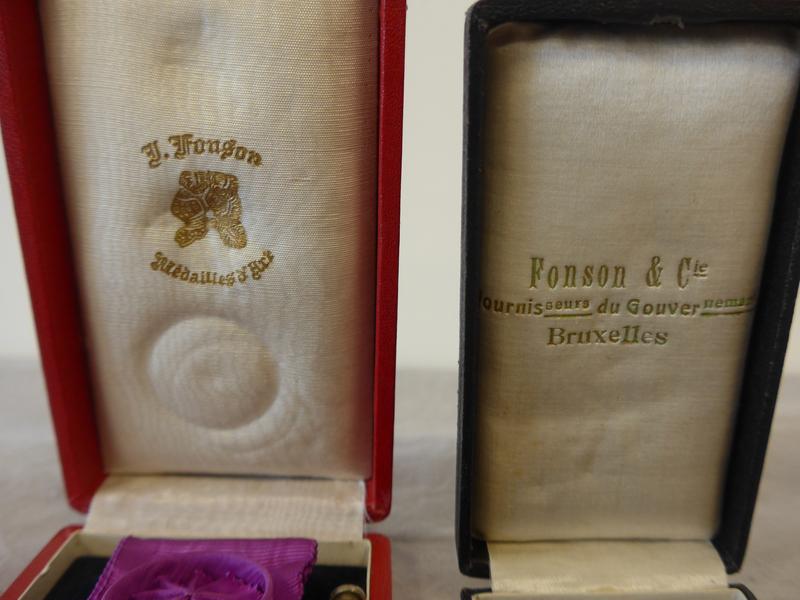 J. Fonson
Médailles d'Art
Fonson & Cie
Fournisseurs du Gouvernement
Bruxelles